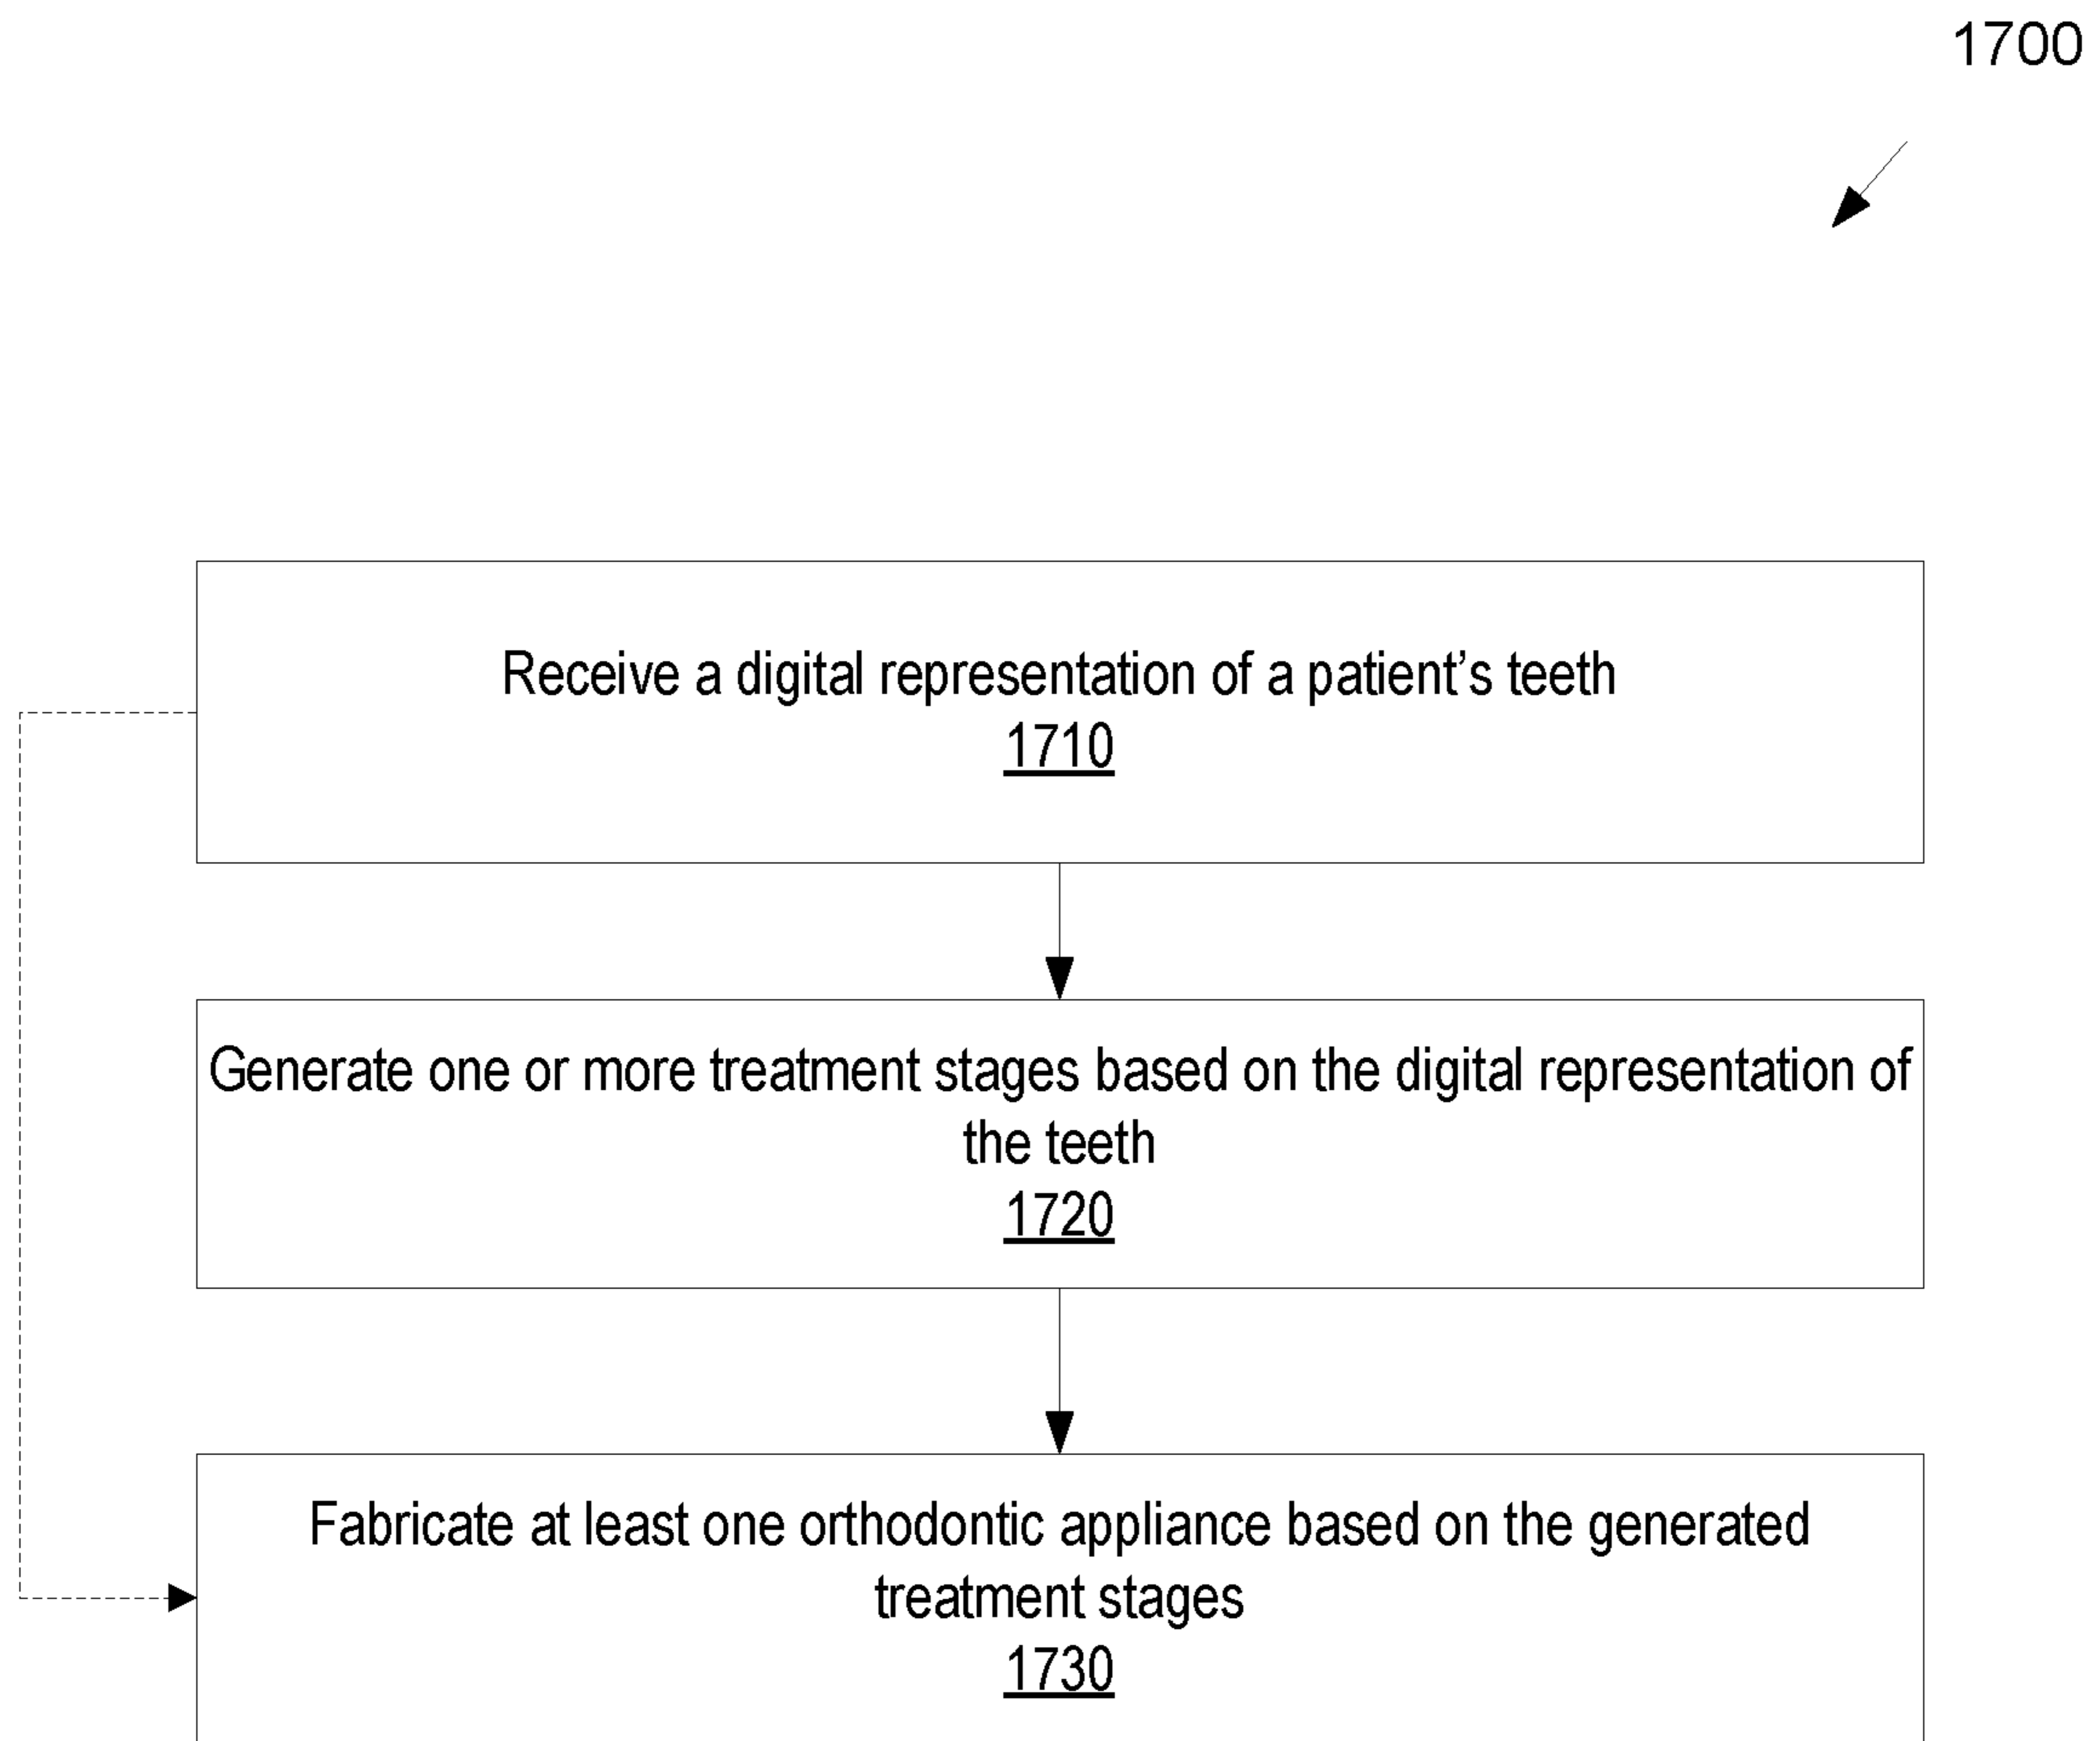 1700
Receive a digital representation of a patient’s teeth
1710
Generate one or more treatment stages based on the digital representation of
the teeth
1720
Fabricate at least one orthodontic appliance based on the generated
treatment stages
1730